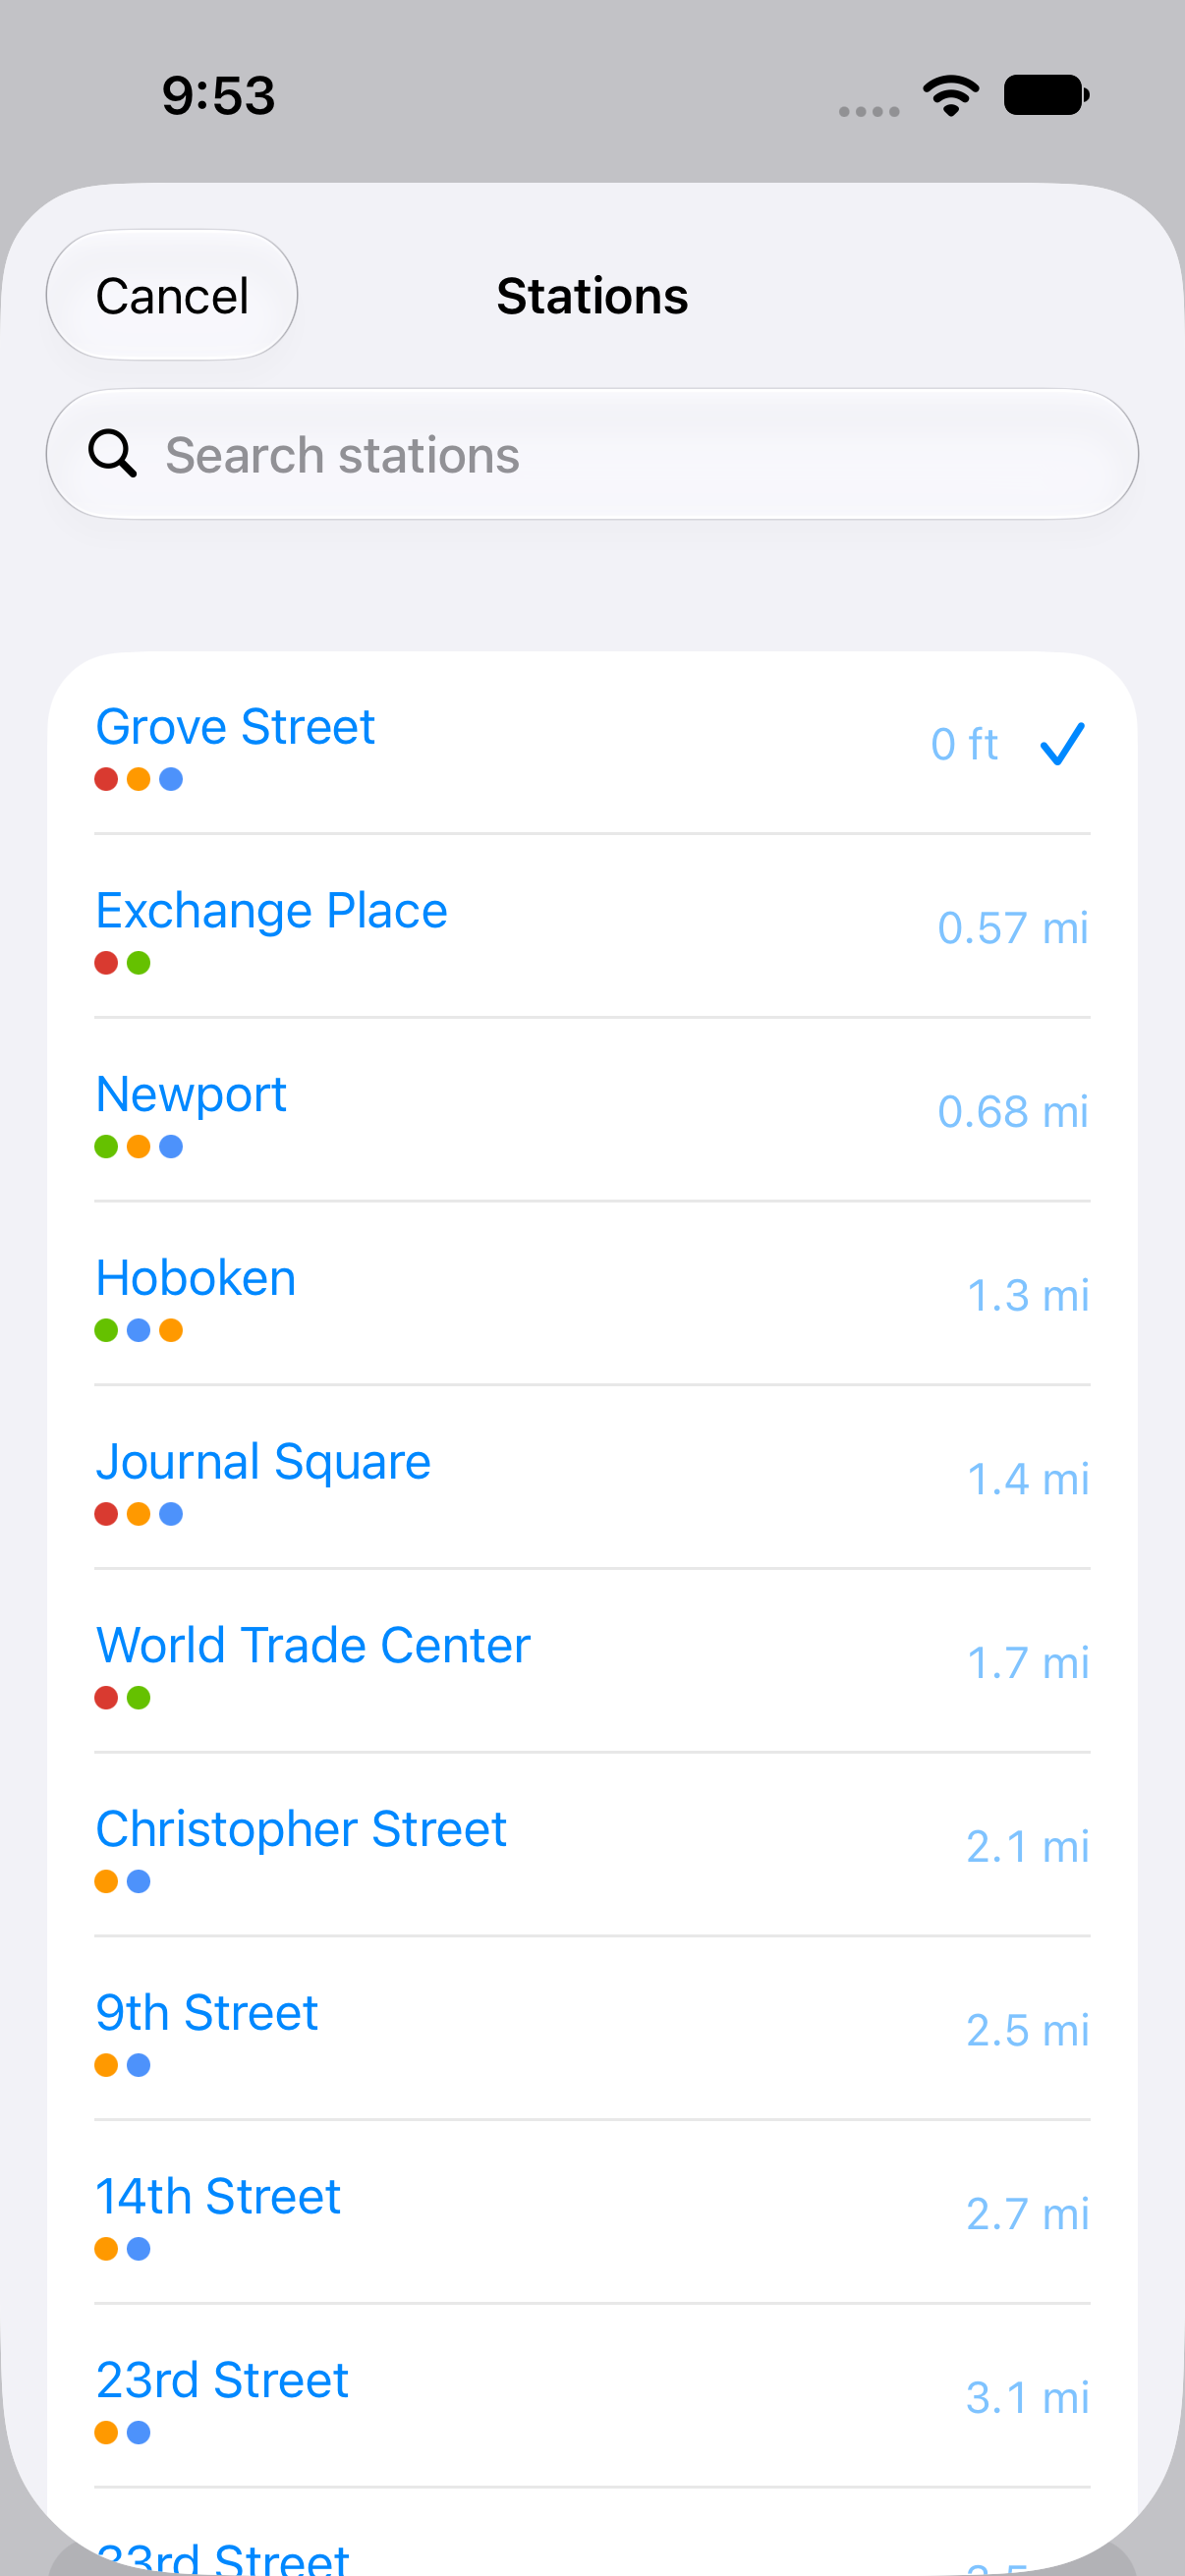 9:53
Cancel
Stations
Search stations
Grove Street
0 ft
Exchange Place
0.57 mi
Newport
0.68 mi
Hoboken
1.3 mi
Journal Square
1.4 mi
World Trade Center
1.7 mi
Christopher Street
2.1 mi
9th Street
2.5 mi
14th Street
2.7 mi
23rd Street
3.1 mi
33rd Street